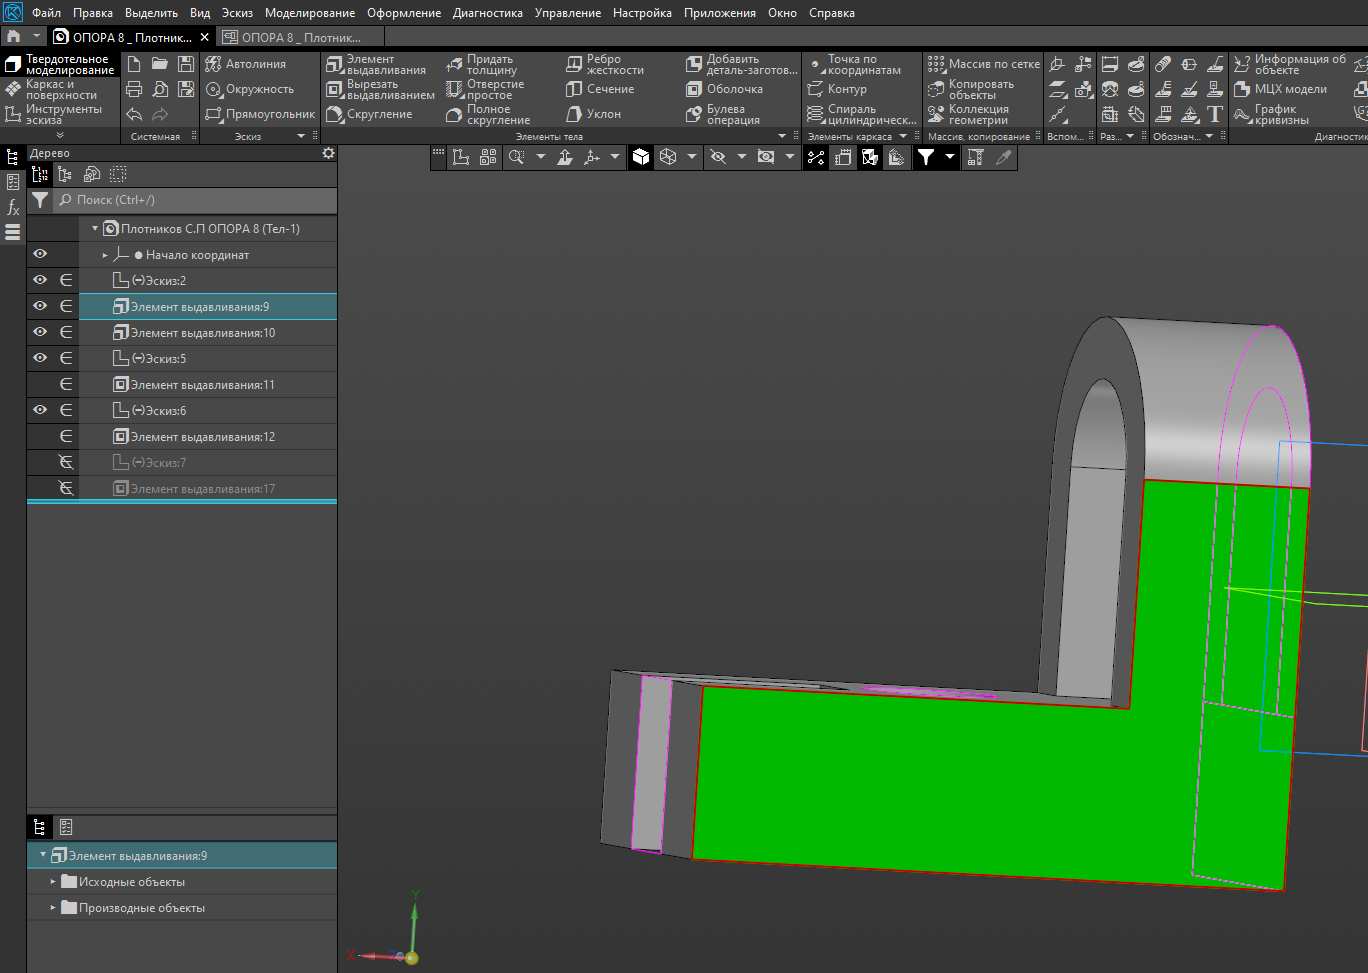 Файл Правка Выделить Вид Эскиз Моделирование Оформление Диагностика Управление Настройка Приложения Окно Справка
ОПОРА 8 _ Плотник... ОПОРА 8 _ Плотник...
Твердотельное моделирование
Каркас и поверхности
Инструменты эскиза
Системная
Автолиния
Окружность
Прямоугольник
Эскиз
Элемент выдавливания
Вырезать выдавливанием
Скругление
Придать толщину
Отверстие простое
Полное скругление
Ребро жесткости
Сечение
Уклон
Добавить деталь-заготов...
Оболочка
Булева операция
Элементы тела
Точка по координатам
Контур
Спираль цилиндрическ...
Элементы каркаса
Массив по сетке
Копировать объекты
Коллекция геометрии
Массив, копирование
Вспом...
Раз...
Обознач...
Информация об объекте
МЦХ модели
График кривизны
Диагностик
Дерево
Поиск (Ctrl+/)
Плотников С.П ОПОРА 8 (Тел-1)
Начало координат
(−)Эскиз:2
Элемент выдавливания:9
Элемент выдавливания:10
(−)Эскиз:5
Элемент выдавливания:11
(−)Эскиз:6
Элемент выдавливания:12
(−)Эскиз:7
Элемент выдавливания:17
Элемент выдавливания:9
Исходные объекты
Производные объекты
Y
X
Z